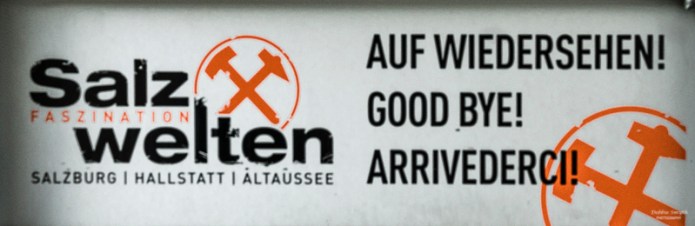 Salz
FASZINATION
welten
SALZBURG | HALLSTATT | ALTAUSSEE
AUF WIEDERSEHEN!
GOOD BYE!
ARRIVEDERCI!